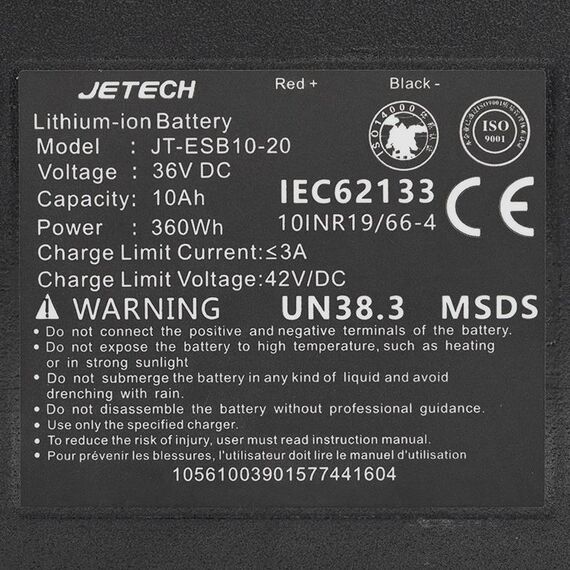 JETECH Red + Black -
Lithium-ion Battery
Model : JT-ESB10-20
Voltage : 36V DC
Capacity: 10Ah
Power : 360Wh
ISO14000
ISO
9001
IEC62133
10INR19/66-4
CE
Charge Limit Current:≤3A
Charge Limit Voltage:42V/DC
WARNING UN38.3 MSDS
• Do not connect the positive and negative terminals of the battery.
• Do not expose the battery to high temperature, such as heating
or in strong sunlight
• Do not submerge the battery in any kind of liquid and avoid
drenching with rain.
• Do not disassemble the battery without professional guidance.
• Use only the specified charger.
• To reduce the risk of injury, user must read instruction manual.
• Pour prévenir les blessures, l'utilisateur doit lire le manuel d'utilisation
10561003901577441604